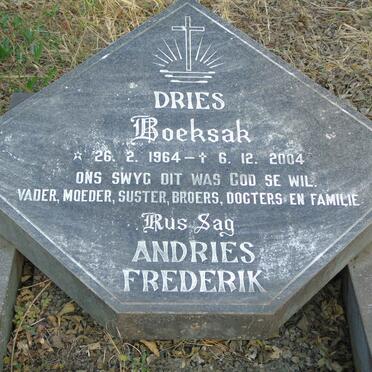 DRIES
Boeksak
☆ 26. 2. 1964 – ✝ 6. 12. 2004
ONS SWYG DIT WAS GOD SE WIL.
VADER, MOEDER, SUSTER, BROERS, DOGTERS EN FAMILIE
Rus Sag
ANDRIES
FREDERIK